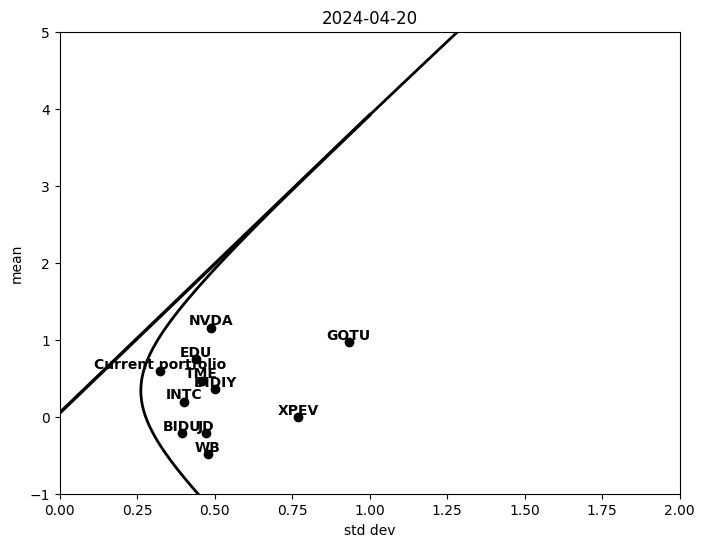 2024-04-20
5
4
3
2
1
0
−1
mean
NVDA
GOTU
EDU
Current portfolio
TME
INTC
XPEV
BIDU
JD
WB
0.00 0.25 0.50 0.75 1.00 1.25 1.50 1.75 2.00
std dev